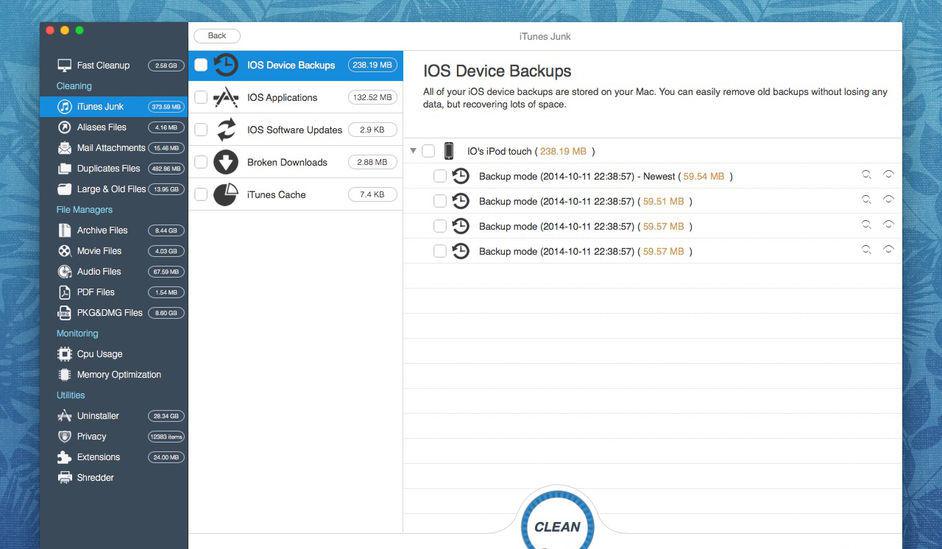 Back
iTunes Junk
Fast Cleanup 2.58 GB
Cleaning
iTunes Junk 373.59 MB
Aliases Files 4.16 MB
Mail Attachments 15.46 MB
Duplicates Files 482.86 MB
Large & Old Files 13.95 GB
File Managers
Archive Files 8.44 GB
Movie Files 4.03 GB
Audio Files 67.59 MB
PDF Files 1.54 MB
PKG&DMG Files 8.60 GB
Monitoring
Cpu Usage
Memory Optimization
Utilities
Uninstaller 28.34 GB
Privacy 12383 items
Extensions 24.00 MB
Shredder
IOS Device Backups 238.19 MB
IOS Applications 132.52 MB
IOS Software Updates 2.9 KB
Broken Downloads 2.88 MB
iTunes Cache 7.4 KB
IOS Device Backups
All of your iOS device backups are stored on your Mac. You can easily remove old backups without losing any
data, but recovering lots of space.
IO's iPod touch ( 238.19 MB )
Backup mode (2014-10-11 22:38:57) - Newest ( 59.54 MB )
Backup mode (2014-10-11 22:38:57) ( 59.51 MB )
Backup mode (2014-10-11 22:38:57) ( 59.57 MB )
Backup mode (2014-10-11 22:38:57) ( 59.57 MB )
CLEAN